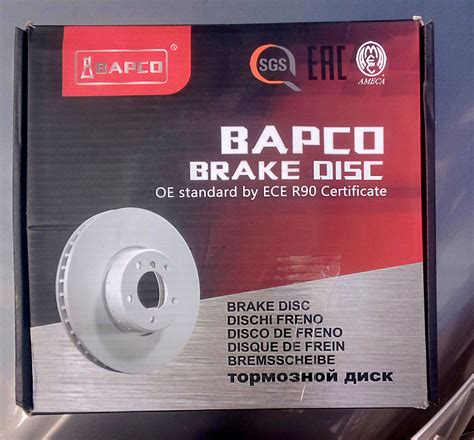 BAPCO
®
SGS
EAC
AMECA
BAPCO
BRAKE DISC
OE standard by ECE R90 Certificate
BRAKE DISC
DISCHI FRENO
DISCO DE FRENO
DISQUE DE FREIN
BREMSSCHEIBE
тормозной диск